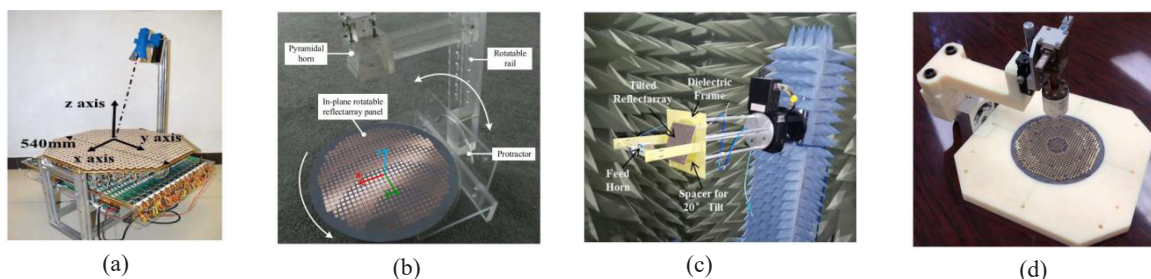 z axis
540mm
y axis
x axis
(a)
Pyramidal
horn
Rotatable
rail
In-plane rotatable
reflectarray panel
Protractor
(b)
Tilted
Reflectarray
Dielectric
Frame
Feed
Horn
Spacer for
20° Tilt
(c)
(d)